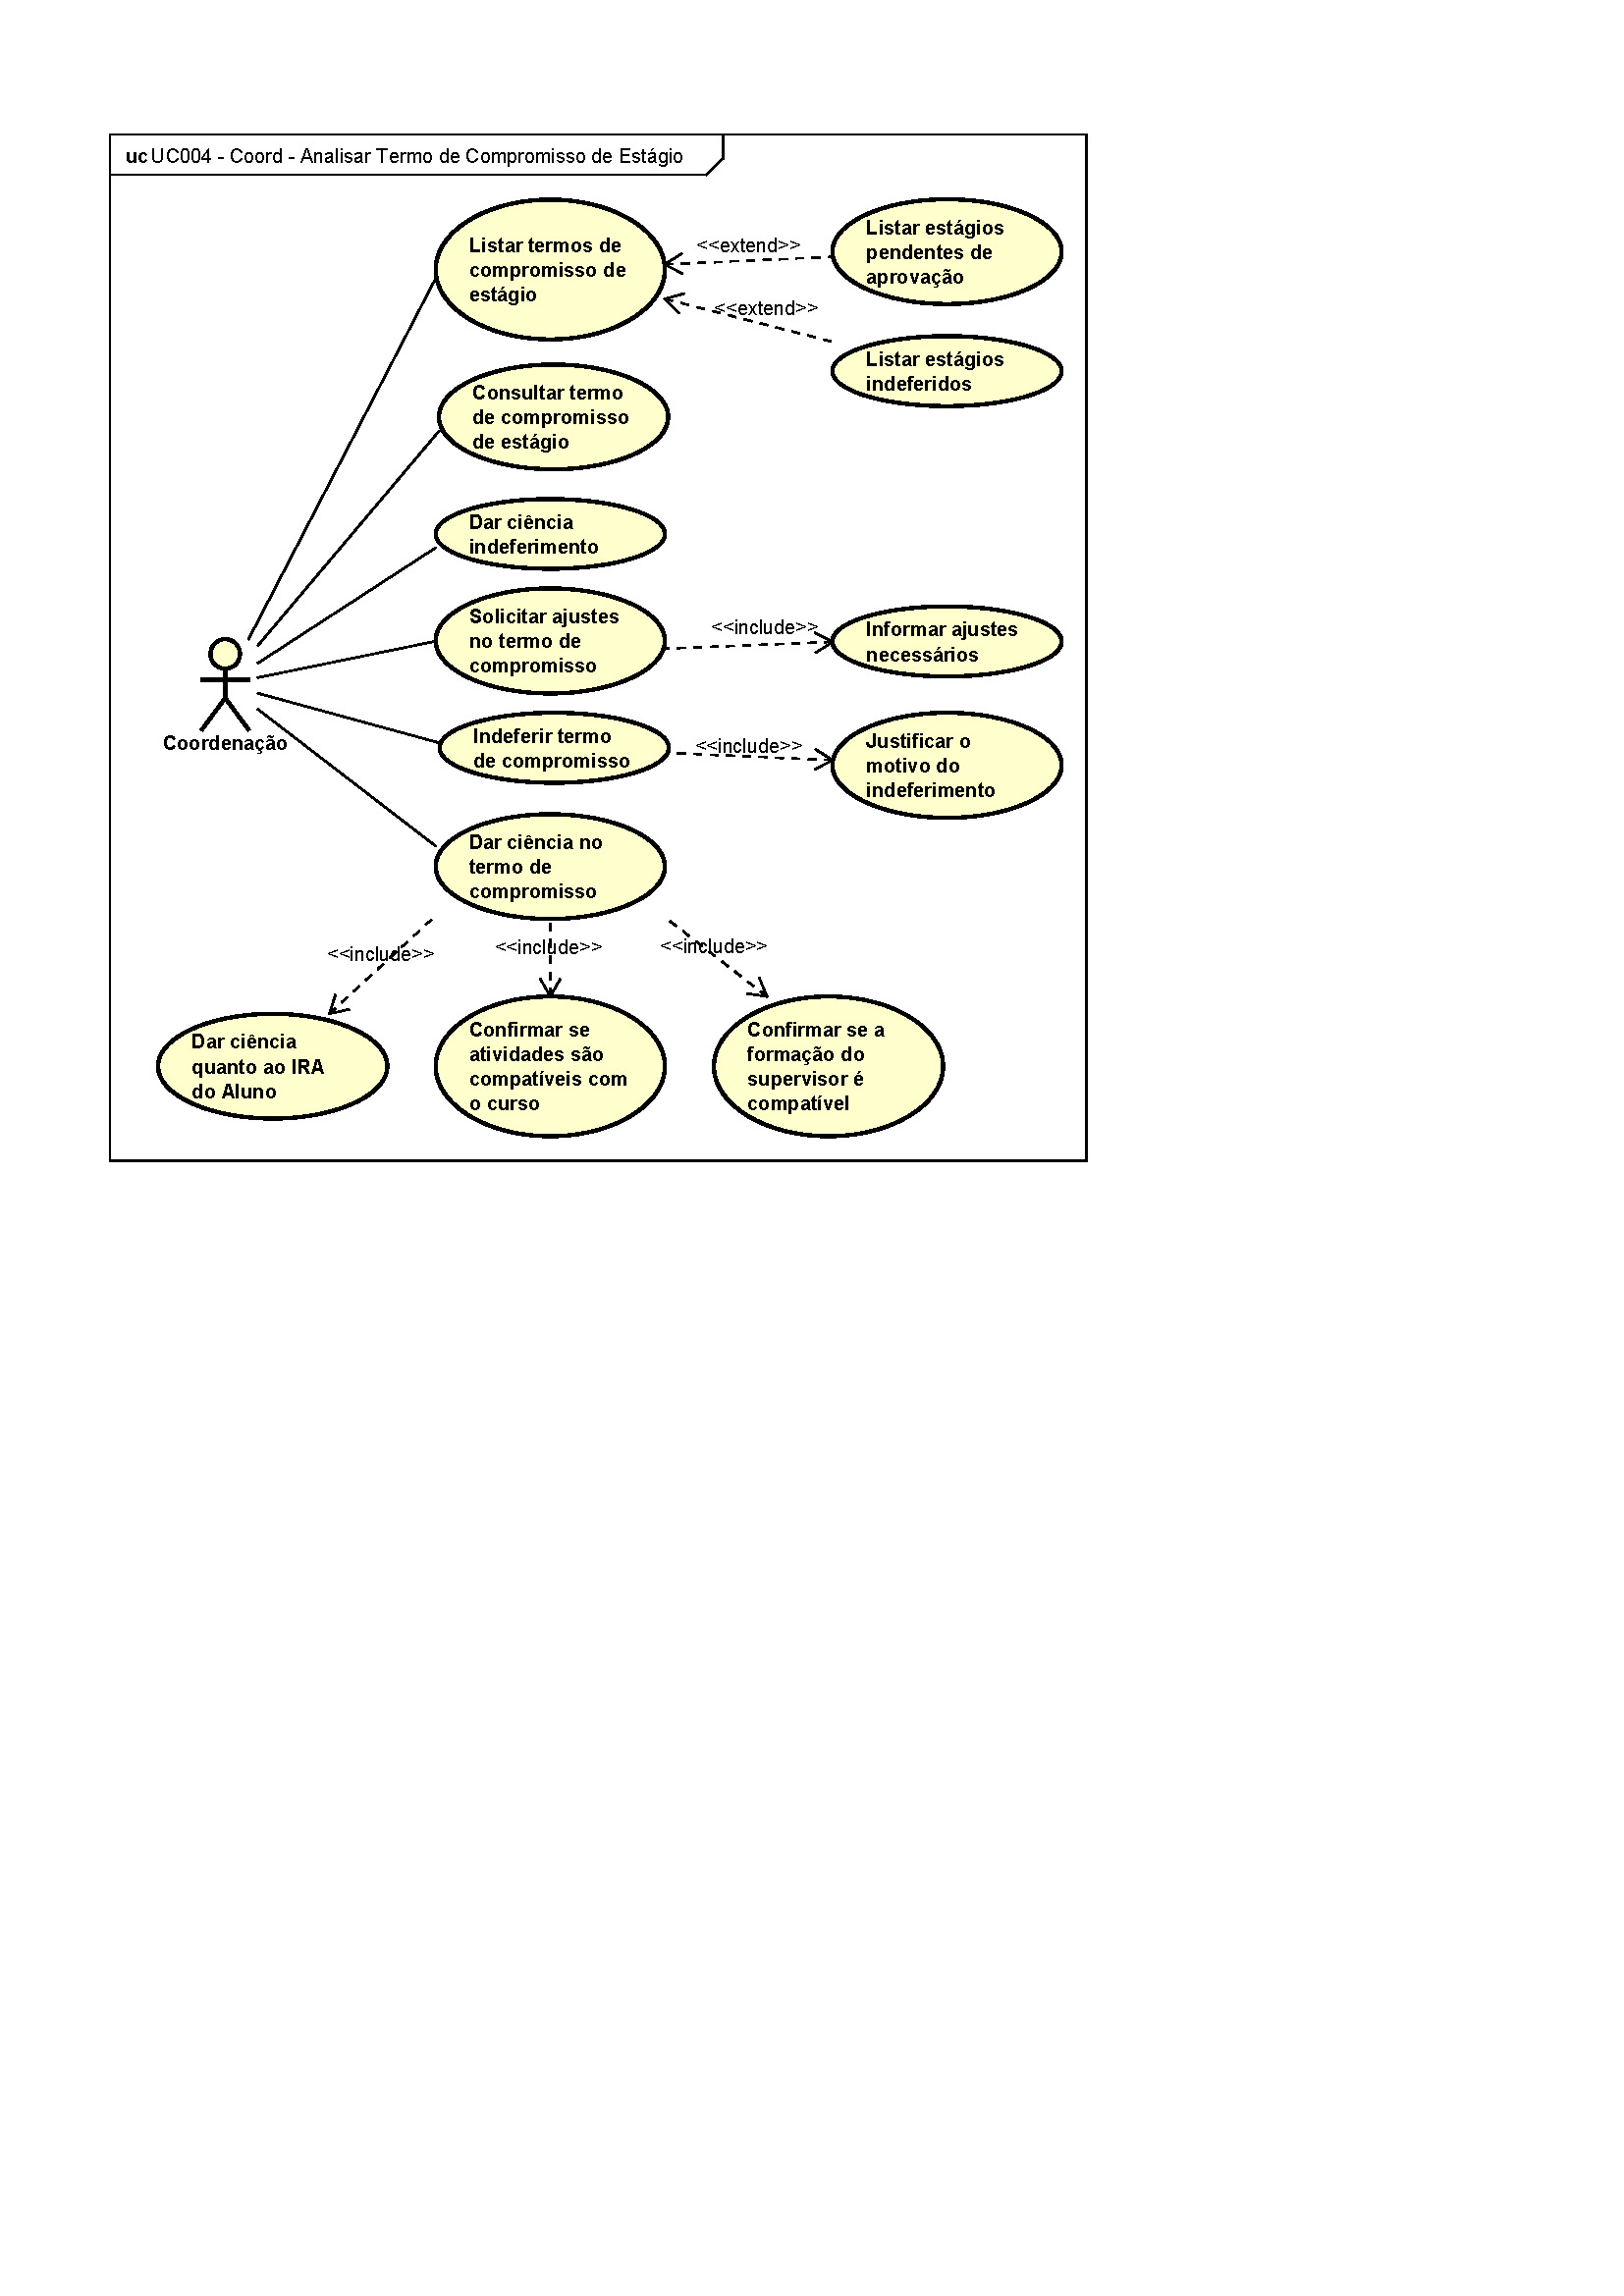 uc UC004 - Coord - Analisar Termo de Compromisso de Estágio
Listar termos de
compromisso de
estágio
<<extend>>
Listar estágios
pendentes de
aprovação
<<extend>>
Listar estágios
indeferidos
Consultar termo
de compromisso
de estágio
Dar ciência
indeferimento
Solicitar ajustes
no termo de
compromisso
<<include>>
Informar ajustes
necessários
Coordenação
Indeferir termo
de compromisso
<<include>>
Justificar o
motivo do
indeferimento
Dar ciência no
termo de
compromisso
<<include>>
<<include>>
<<include>>
Dar ciência
quanto ao IRA
do Aluno
Confirmar se
atividades são
compatíveis com
o curso
Confirmar se a
formação do
supervisor é
compatível